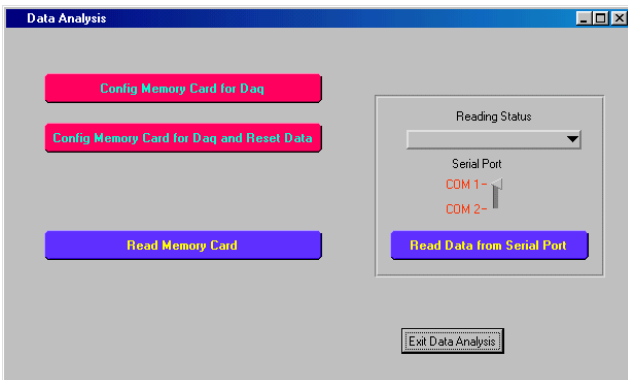 Data Analysis
Config Memory Card for Daq
Config Memory Card for Daq and Reset Data
Read Memory Card
Reading Status
Serial Port
COM 1-
COM 2-
Read Data from Serial Port
Exit Data Analysis